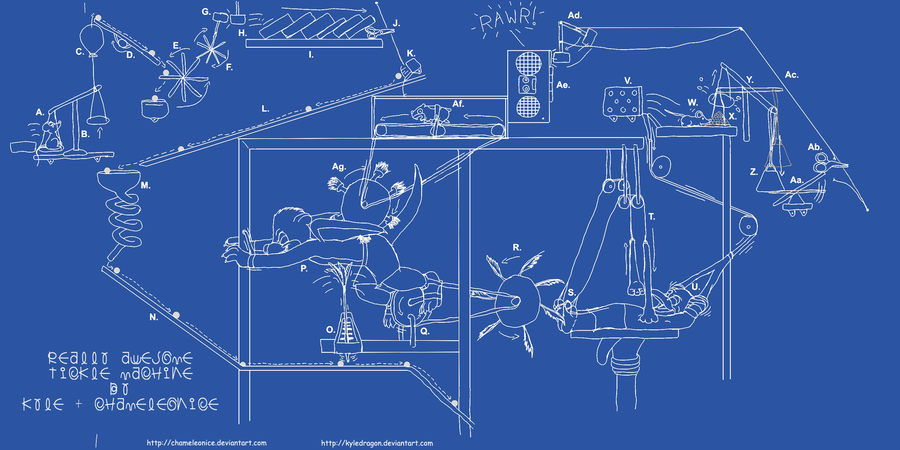 RAWR!
G.
H.
I.
J.
Ad.
C.
D.
E.
F.
K.
Ae.
V.
Y.
Ac.
A.
B.
L.
Af.
W.
X.
Ab.
M.
Ag.
Z.
Aa.
P.
R.
T.
N.
O.
Q.
S.
U.
REALLY AWESOME
TICKLE MACHINE
BY
KYLE + CHAMELEONICE
http://chameleonice.deviantart.com
http://kyledragon.deviantart.com